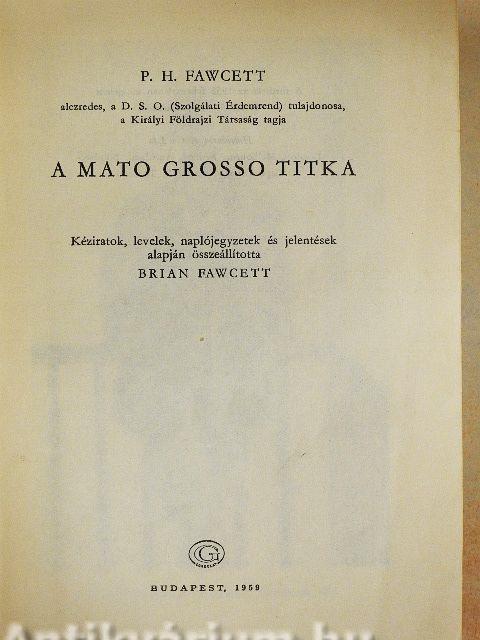 P. H. FAWCETT
alezredes, a D. S. O. (Szolgálati Érdemrend) tulajdonosa,
a Királyi Földrajzi Társaság tagja
A MATO GROSSO TITKA
Kéziratok, levelek, naplójegyzetek és jelentések
alapján összeállította
BRIAN FAWCETT
G
BUDAPEST, 1959
Antikvárium.hu